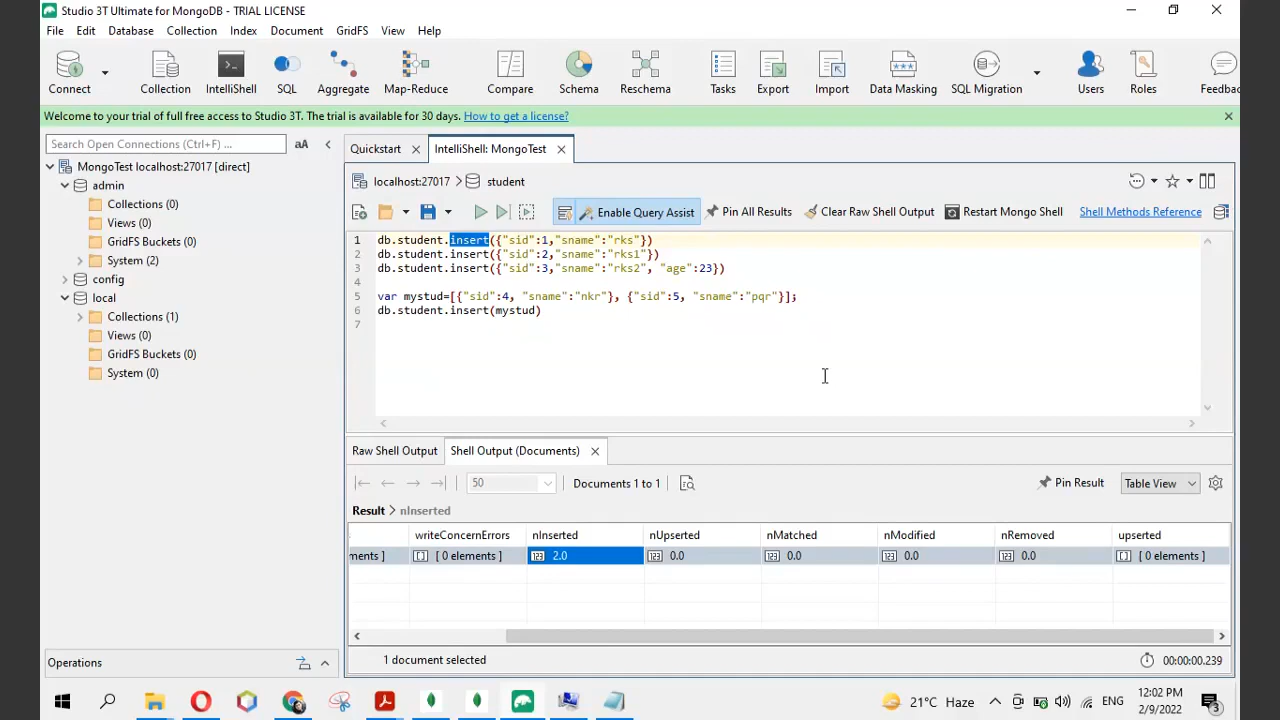 Studio 3T Ultimate for MongoDB - TRIAL LICENSE
File Edit Database Collection Index Document GridFS View Help
Connect Collection IntelliShell SQL Aggregate Map-Reduce Compare Schema Reschema Tasks Export Import Data Masking SQL Migration Users Roles Feedbac
Welcome to your trial of full free access to Studio 3T. The trial is available for 30 days. How to get a license?
Search Open Connections (Ctrl+F) ... aA
Quickstart IntelliShell: MongoTest
MongoTest localhost:27017 [direct]
admin
Collections (0)
Views (0)
GridFS Buckets (0)
System (2)
config
local
Collections (1)
Views (0)
GridFS Buckets (0)
System (0)
localhost:27017 student
Enable Query Assist Pin All Results Clear Raw Shell Output Restart Mongo Shell Shell Methods Reference
1 db.student.insert({"sid":1,"sname":"rks"})
2 db.student.insert({"sid":2,"sname":"rks1"})
3 db.student.insert({"sid":3,"sname":"rks2", "age":23})
4
5 var mystud=[{"sid":4, "sname":"nkr"}, {"sid":5, "sname":"pqr"}];
6 db.student.insert(mystud)
7
Raw Shell Output Shell Output (Documents)
50 Documents 1 to 1 Pin Result Table View
Result > nInserted
writeConcernErrors nInserted nUpserted nMatched nModified nRemoved upserted
ments ] [ 0 elements ] 2.0 0.0 0.0 0.0 0.0 [ 0 elements ]
Operations
1 document selected 00:00:00.239
21°C Haze ENG 12:02 PM
2/9/2022
3